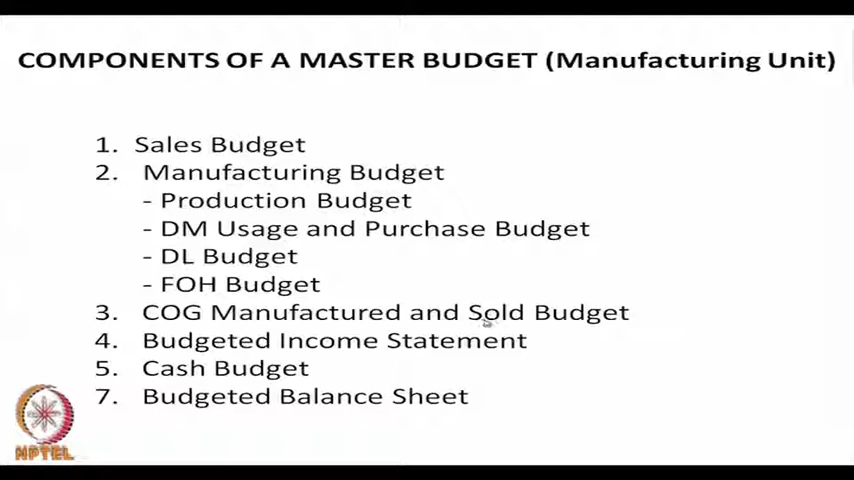 COMPONENTS OF A MASTER BUDGET (Manufacturing Unit)
1. Sales Budget
2. Manufacturing Budget
- Production Budget
- DM Usage and Purchase Budget
- DL Budget
- FOH Budget
3. COG Manufactured and Sold Budget
4. Budgeted Income Statement
5. Cash Budget
7. Budgeted Balance Sheet
NPTEL